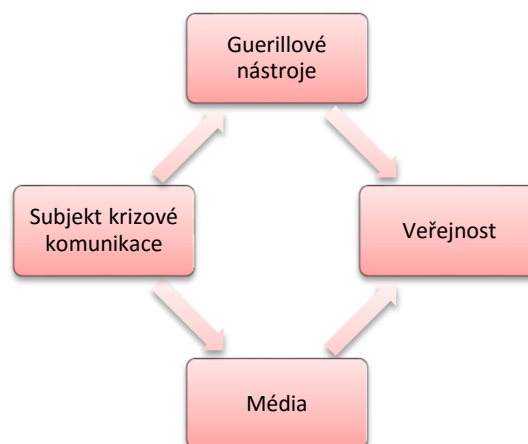 Guerillové
nástroje
Subjekt krizové
komunikace
Veřejnost
Média